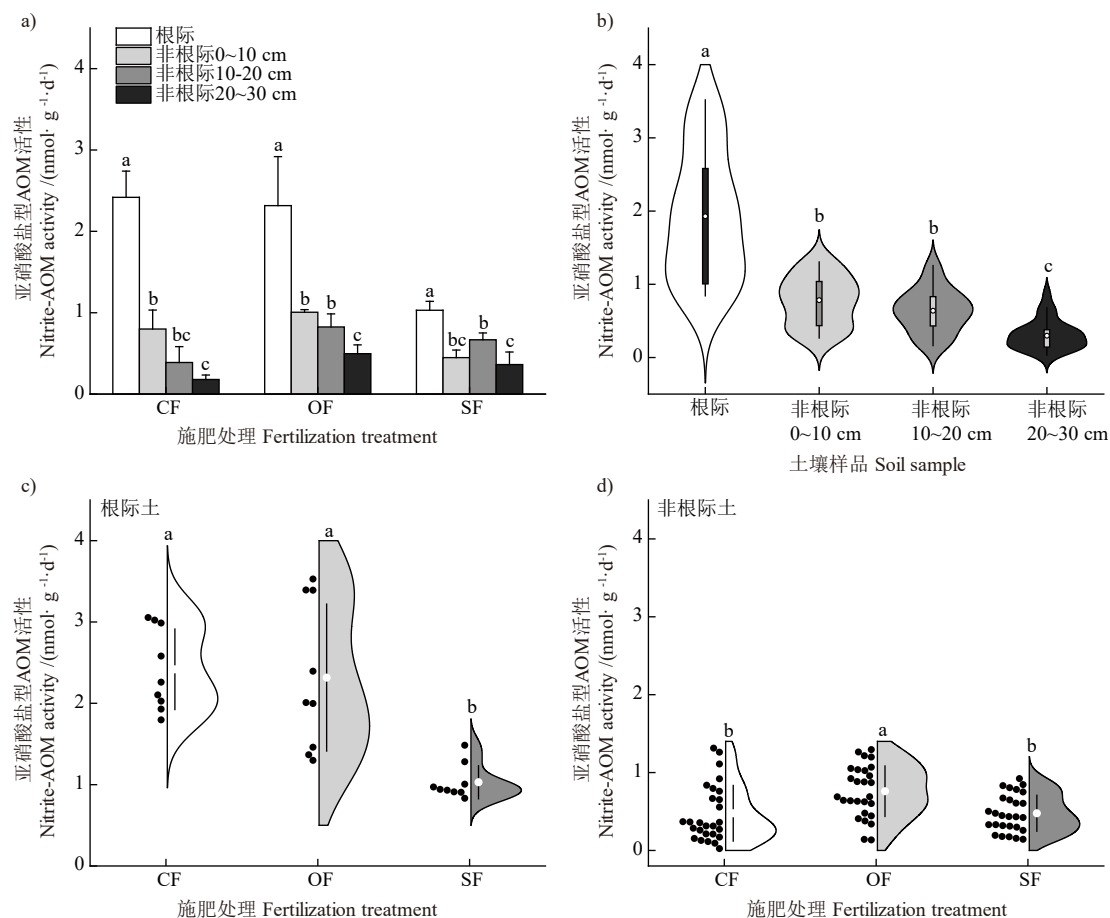 a)
根际
非根际0~10 cm
非根际10-20 cm
非根际20~30 cm
亚硝酸盐型AOM活性
Nitrite-AOM activity /(nmol· g ⁻¹·d⁻¹)
4
3
2
1
0
a
b
bc
c
a
b
b
c
a
bc
b
c
CF
OF
SF
施肥处理 Fertilization treatment
b)
亚硝酸盐型AOM活性
Nitrite-AOM activity /(nmol· g ⁻¹·d⁻¹)
4
3
2
1
0
a
b
b
c
根际
非根际
0~10 cm
非根际
10~20 cm
非根际
20~30 cm
土壤样品 Soil sample
c)
根际土
亚硝酸盐型AOM活性
Nitrite-AOM activity /(nmol· g ⁻¹·d⁻¹)
4
3
2
1
0
a
a
b
CF
OF
SF
施肥处理 Fertilization treatment
d)
非根际土
亚硝酸盐型AOM活性
Nitrite-AOM activity /(nmol· g ⁻¹·d⁻¹)
4
3
2
1
0
b
a
b
CF
OF
SF
施肥处理 Fertilization treatment